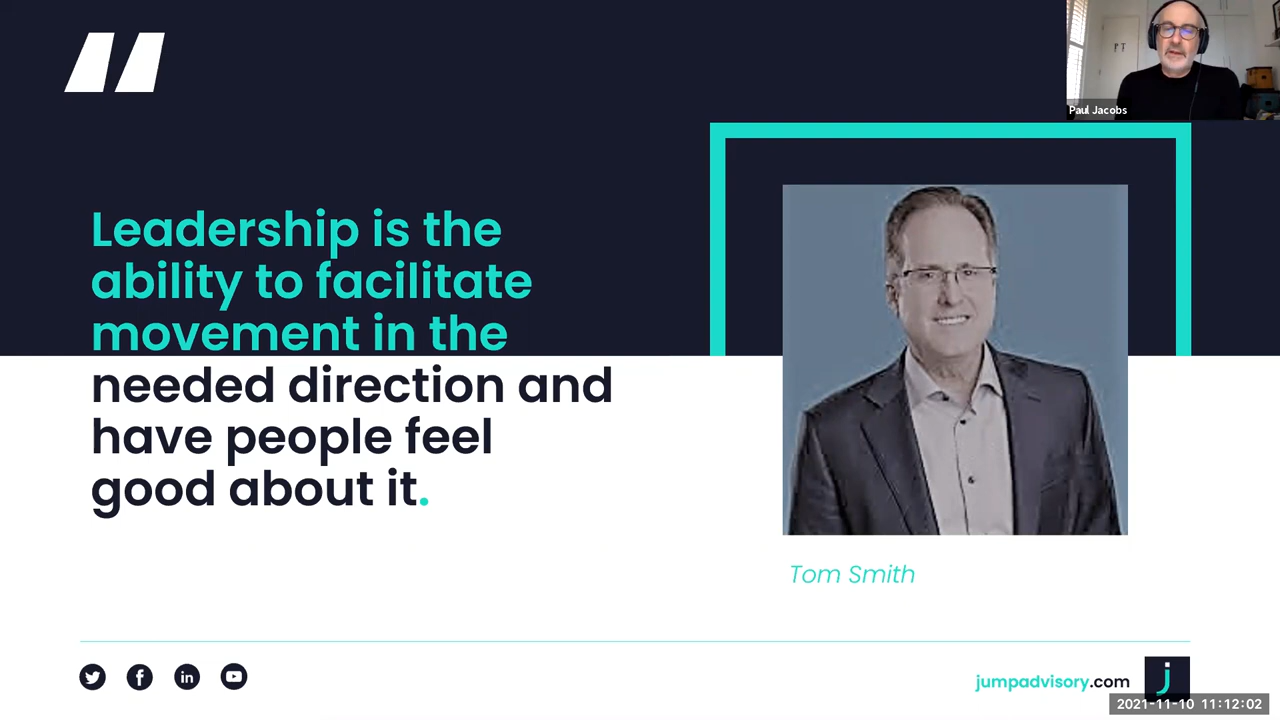 Paul Jacobs
Leadership is the
ability to facilitate
movement in the
needed direction and
have people feel
good about it.
Tom Smith
jumpadvisory.com
j
2021-11-10 11:12:02